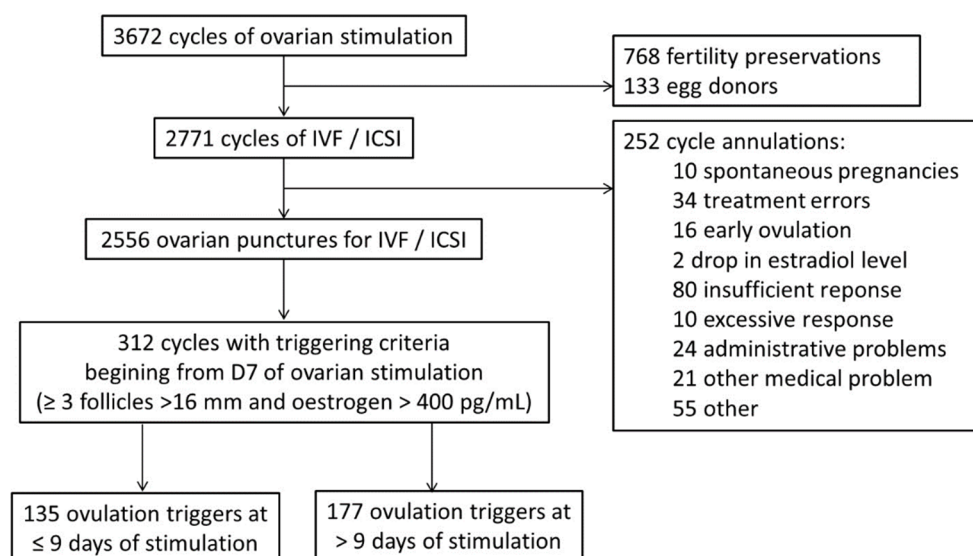 3672 cycles of ovarian stimulation
768 fertility preservations
133 egg donors
2771 cycles of IVF / ICSI
252 cycle annulations:
10 spontaneous pregnancies
34 treatment errors
16 early ovulation
2 drop in estradiol level
80 insufficient reponse
10 excessive response
24 administrative problems
21 other medical problem
55 other
2556 ovarian punctures for IVF / ICSI
312 cycles with triggering criteria
begining from D7 of ovarian stimulation
(≥ 3 follicles >16 mm and oestrogen > 400 pg/mL)
135 ovulation triggers at
≤ 9 days of stimulation
177 ovulation triggers at
> 9 days of stimulation